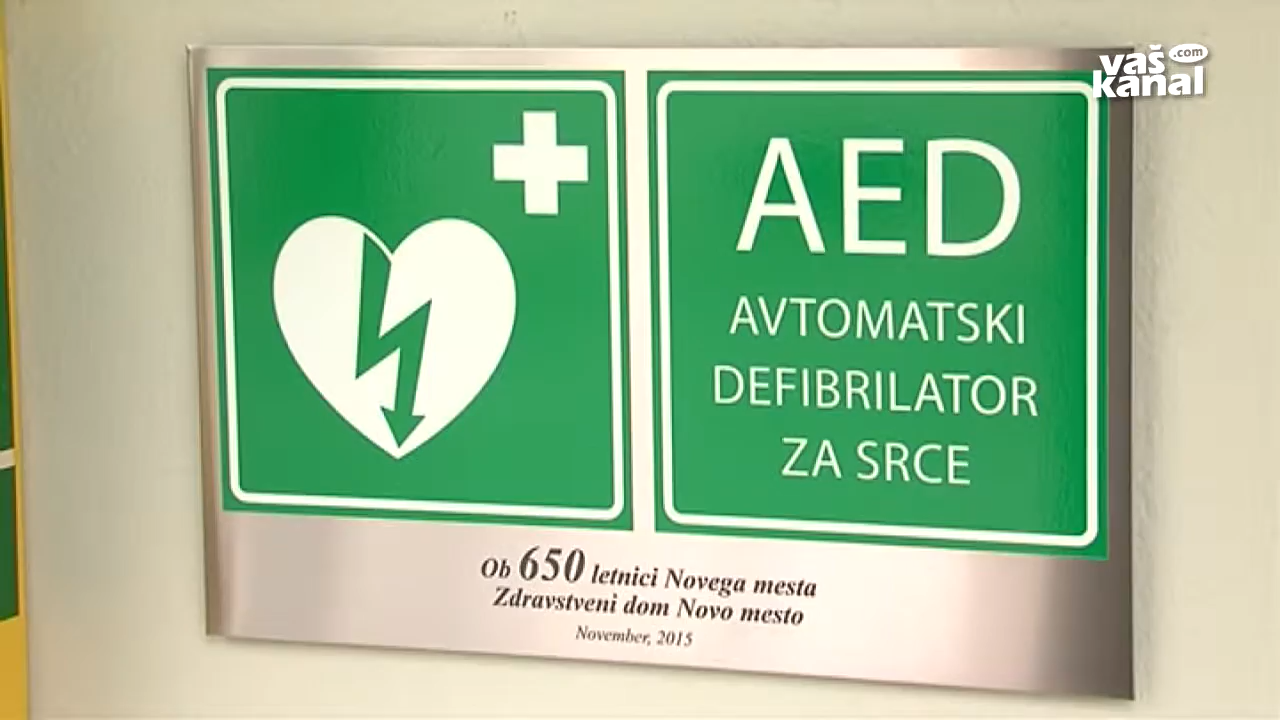 vaš.com
kanal
AED
AVTOMATSKI
DEFIBRILATOR
ZA SRCE
Ob 650 letnici Novega mesta
Zdravstveni dom Novo mesto
November, 2015